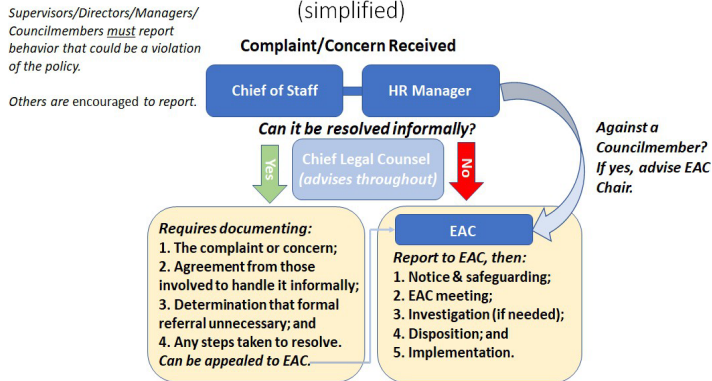 (simplified)
Supervisors/Directors/Managers/
Councilmembers must report
behavior that could be a violation
of the policy.
Others are encouraged to report.
Complaint/Concern Received
Chief of Staff
HR Manager
Can it be resolved informally?
Yes
Chief Legal Counsel
(advises throughout)
No
Against a
Councilmember?
If yes, advise EAC
Chair.
Requires documenting:
1. The complaint or concern;
2. Agreement from those
involved to handle it informally;
3. Determination that formal
referral unnecessary; and
4. Any steps taken to resolve.
Can be appealed to EAC.
EAC
Report to EAC, then:
1. Notice & safeguarding;
2. EAC meeting;
3. Investigation (if needed);
4. Disposition; and
5. Implementation.